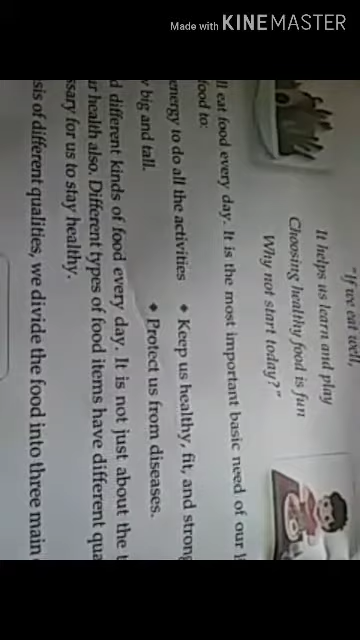 Made with KINEMASTER
"If we eat well,
It helps us learn and play
Choosing healthy food is fun
Why not start today?"
ll eat food every day. It is the most important basic need of our
food to:
energy to do all the activities ◆ Keep us healthy, fit, and strong
big and tall. ◆ Protect us from diseases.
d different kinds of food every day. It is not just about the t
ur health also. Different types of food items have different qua
ssary for us to stay healthy.
sis of different qualities, we divide the food into three main